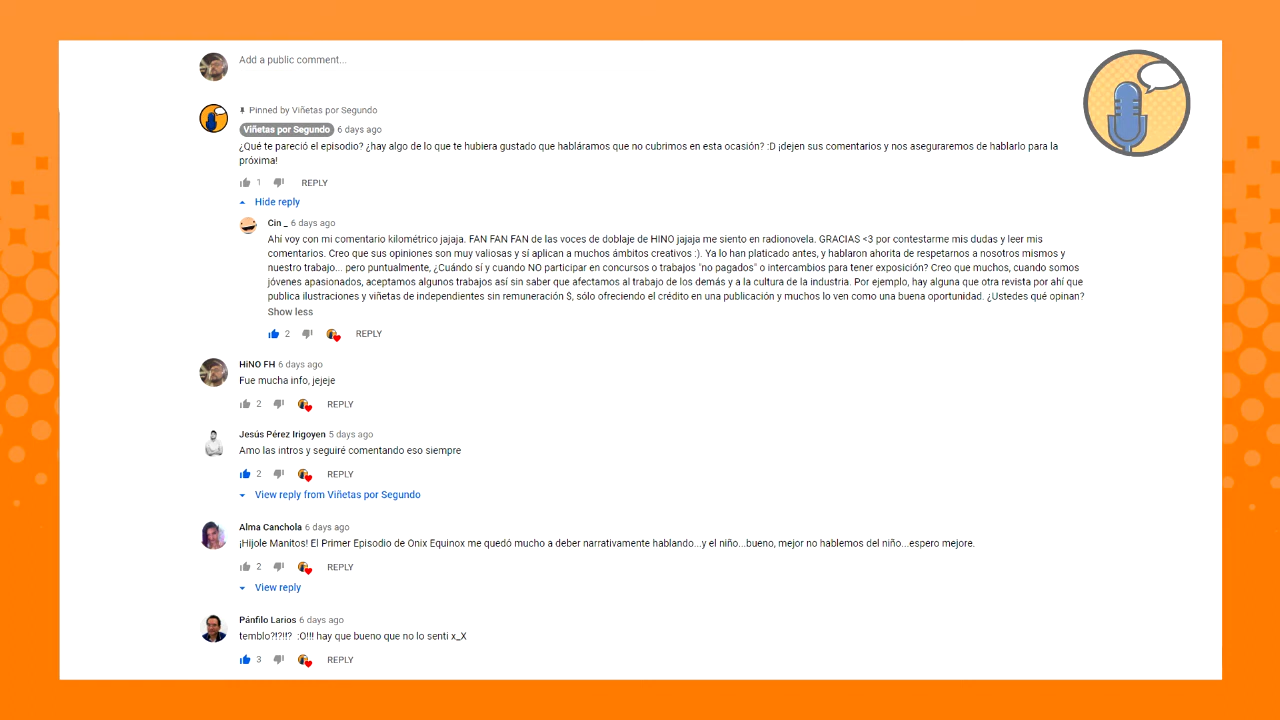 Add a public comment...
Pinned by Viñetas por Segundo
Viñetas por Segundo 6 days ago
¿Qué te pareció el episodio? ¿hay algo de lo que te hubiera gustado que habláramos que no cubrimos en esta ocasión? :D ¡dejen sus comentarios y nos aseguraremos de hablarlo para la
próxima!
1 REPLY
Hide reply
Cin _ 6 days ago
Ahí voy con mi comentario kilométrico jajaja. FAN FAN FAN de las voces de doblaje de HINO jajaja me siento en radionovela. GRACIAS <3 por contestarme mis dudas y leer mis
comentarios. Creo que sus opiniones son muy valiosas y sí aplican a muchos ámbitos creativos :). Ya lo han platicado antes, y hablaron ahorita de respetarnos a nosotros mismos y
nuestro trabajo... pero puntualmente, ¿Cuándo sí y cuando NO participar en concursos o trabajos "no pagados" o intercambios para tener exposición? Creo que muchos, cuando somos
jóvenes apasionados, aceptamos algunos trabajos así sin saber que afectamos al trabajo de los demás y a la cultura de la industria. Por ejemplo, hay alguna que otra revista por ahí que
publica ilustraciones y viñetas de independientes sin remuneración $, sólo ofreciendo el crédito en una publicación y muchos lo ven como una buena oportunidad. ¿Ustedes qué opinan?
Show less
2 REPLY
HiNO FH 6 days ago
Fue mucha info, jejeje
2 REPLY
Jesús Pérez Irigoyen 5 days ago
Amo las intros y seguiré comentando eso siempre
2 REPLY
View reply from Viñetas por Segundo
Alma Canchola 6 days ago
¡Hijole Manitos! El Primer Episodio de Onix Equinox me quedó mucho a deber narrativamente hablando...y el niño...bueno, mejor no hablemos del niño...espero mejore.
2 REPLY
View reply
Pánfilo Larios 6 days ago
temblo?!?!!? :O!!! hay que bueno que no lo senti x_X
3 REPLY